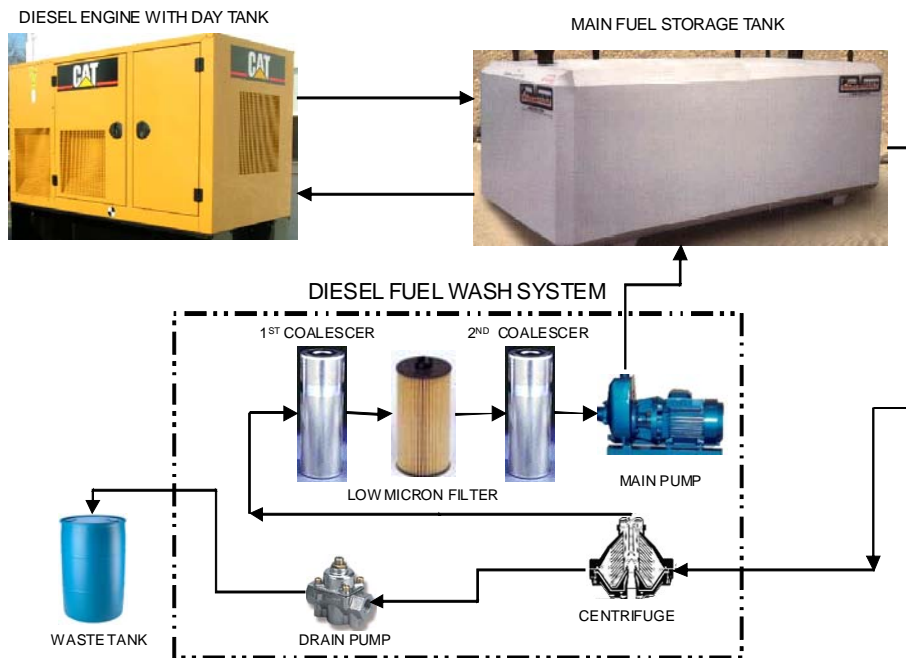 DIESEL ENGINE WITH DAY TANK
MAIN FUEL STORAGE TANK
CAT
CAT
DIESEL FUEL WASH SYSTEM
1ST COALESCER
2ND COALESCER
LOW MICRON FILTER
MAIN PUMP
WASTE TANK
DRAIN PUMP
CENTRIFUGE